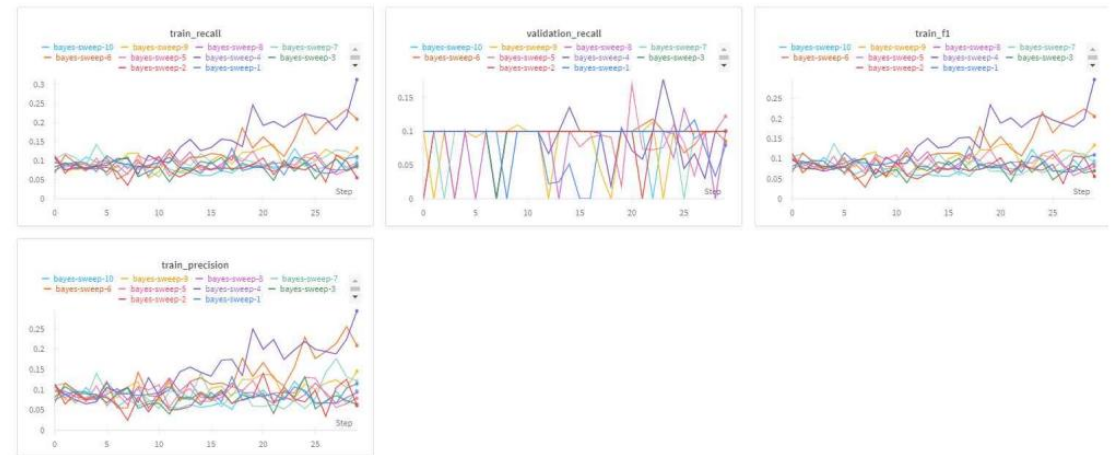 train_recall
bayes-sweep-10 bayes-sweep-9 bayes-sweep-8 bayes-sweep-7
bayes-sweep-6 bayes-sweep-5 bayes-sweep-4 bayes-sweep-3
bayes-sweep-2 bayes-sweep-1
0.3
0.25
0.2
0.15
0.1
0.05
0
Step
0 5 10 15 20 25
validation_recall
bayes-sweep-10 bayes-sweep-9 bayes-sweep-8 bayes-sweep-7
bayes-sweep-6 bayes-sweep-5 bayes-sweep-4 bayes-sweep-3
bayes-sweep-2 bayes-sweep-1
0.15
0.1
0.05
0
Step
0 5 10 15 20 25
train_f1
bayes-sweep-10 bayes-sweep-9 bayes-sweep-8 bayes-sweep-7
bayes-sweep-6 bayes-sweep-5 bayes-sweep-4 bayes-sweep-3
bayes-sweep-2 bayes-sweep-1
0.25
0.2
0.15
0.1
0.05
0
Step
0 5 10 15 20 25
train_precision
bayes-sweep-10 bayes-sweep-9 bayes-sweep-8 bayes-sweep-7
bayes-sweep-6 bayes-sweep-5 bayes-sweep-4 bayes-sweep-3
bayes-sweep-2 bayes-sweep-1
0.25
0.2
0.15
0.1
0.05
0
Step
0 5 10 15 20 25